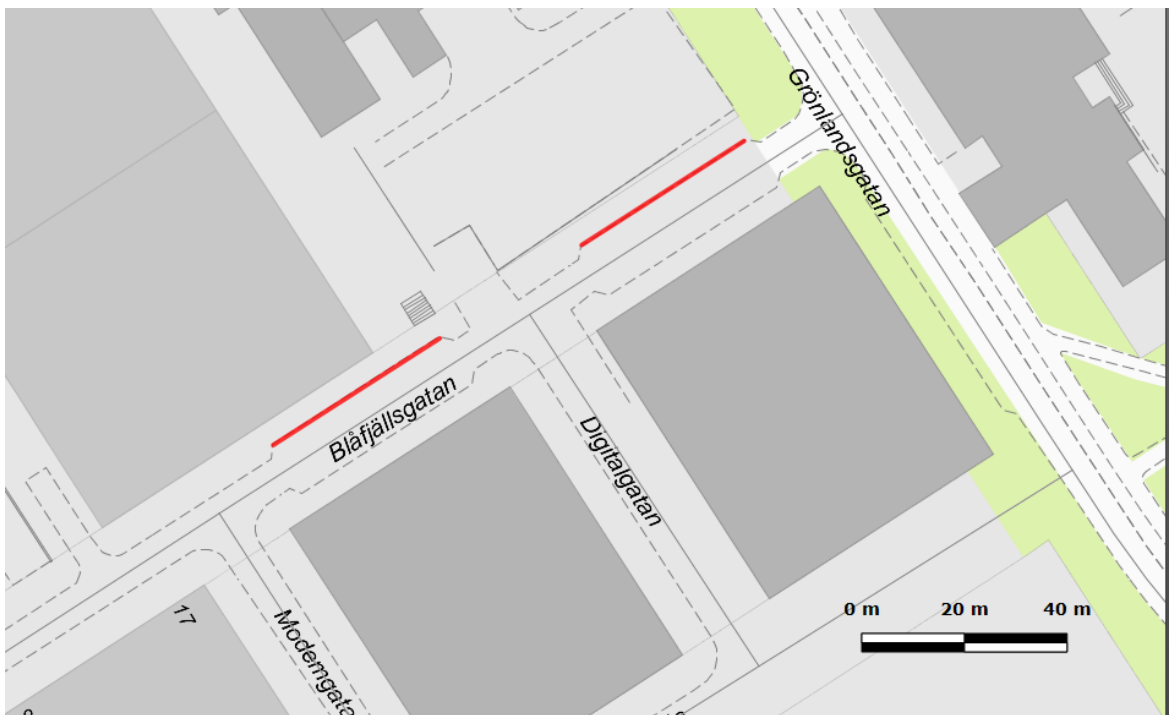 Grönlandsgatan
Blåfjällsgatan
Digitalgatan
17
Modemgata
0 m 20 m 40 m